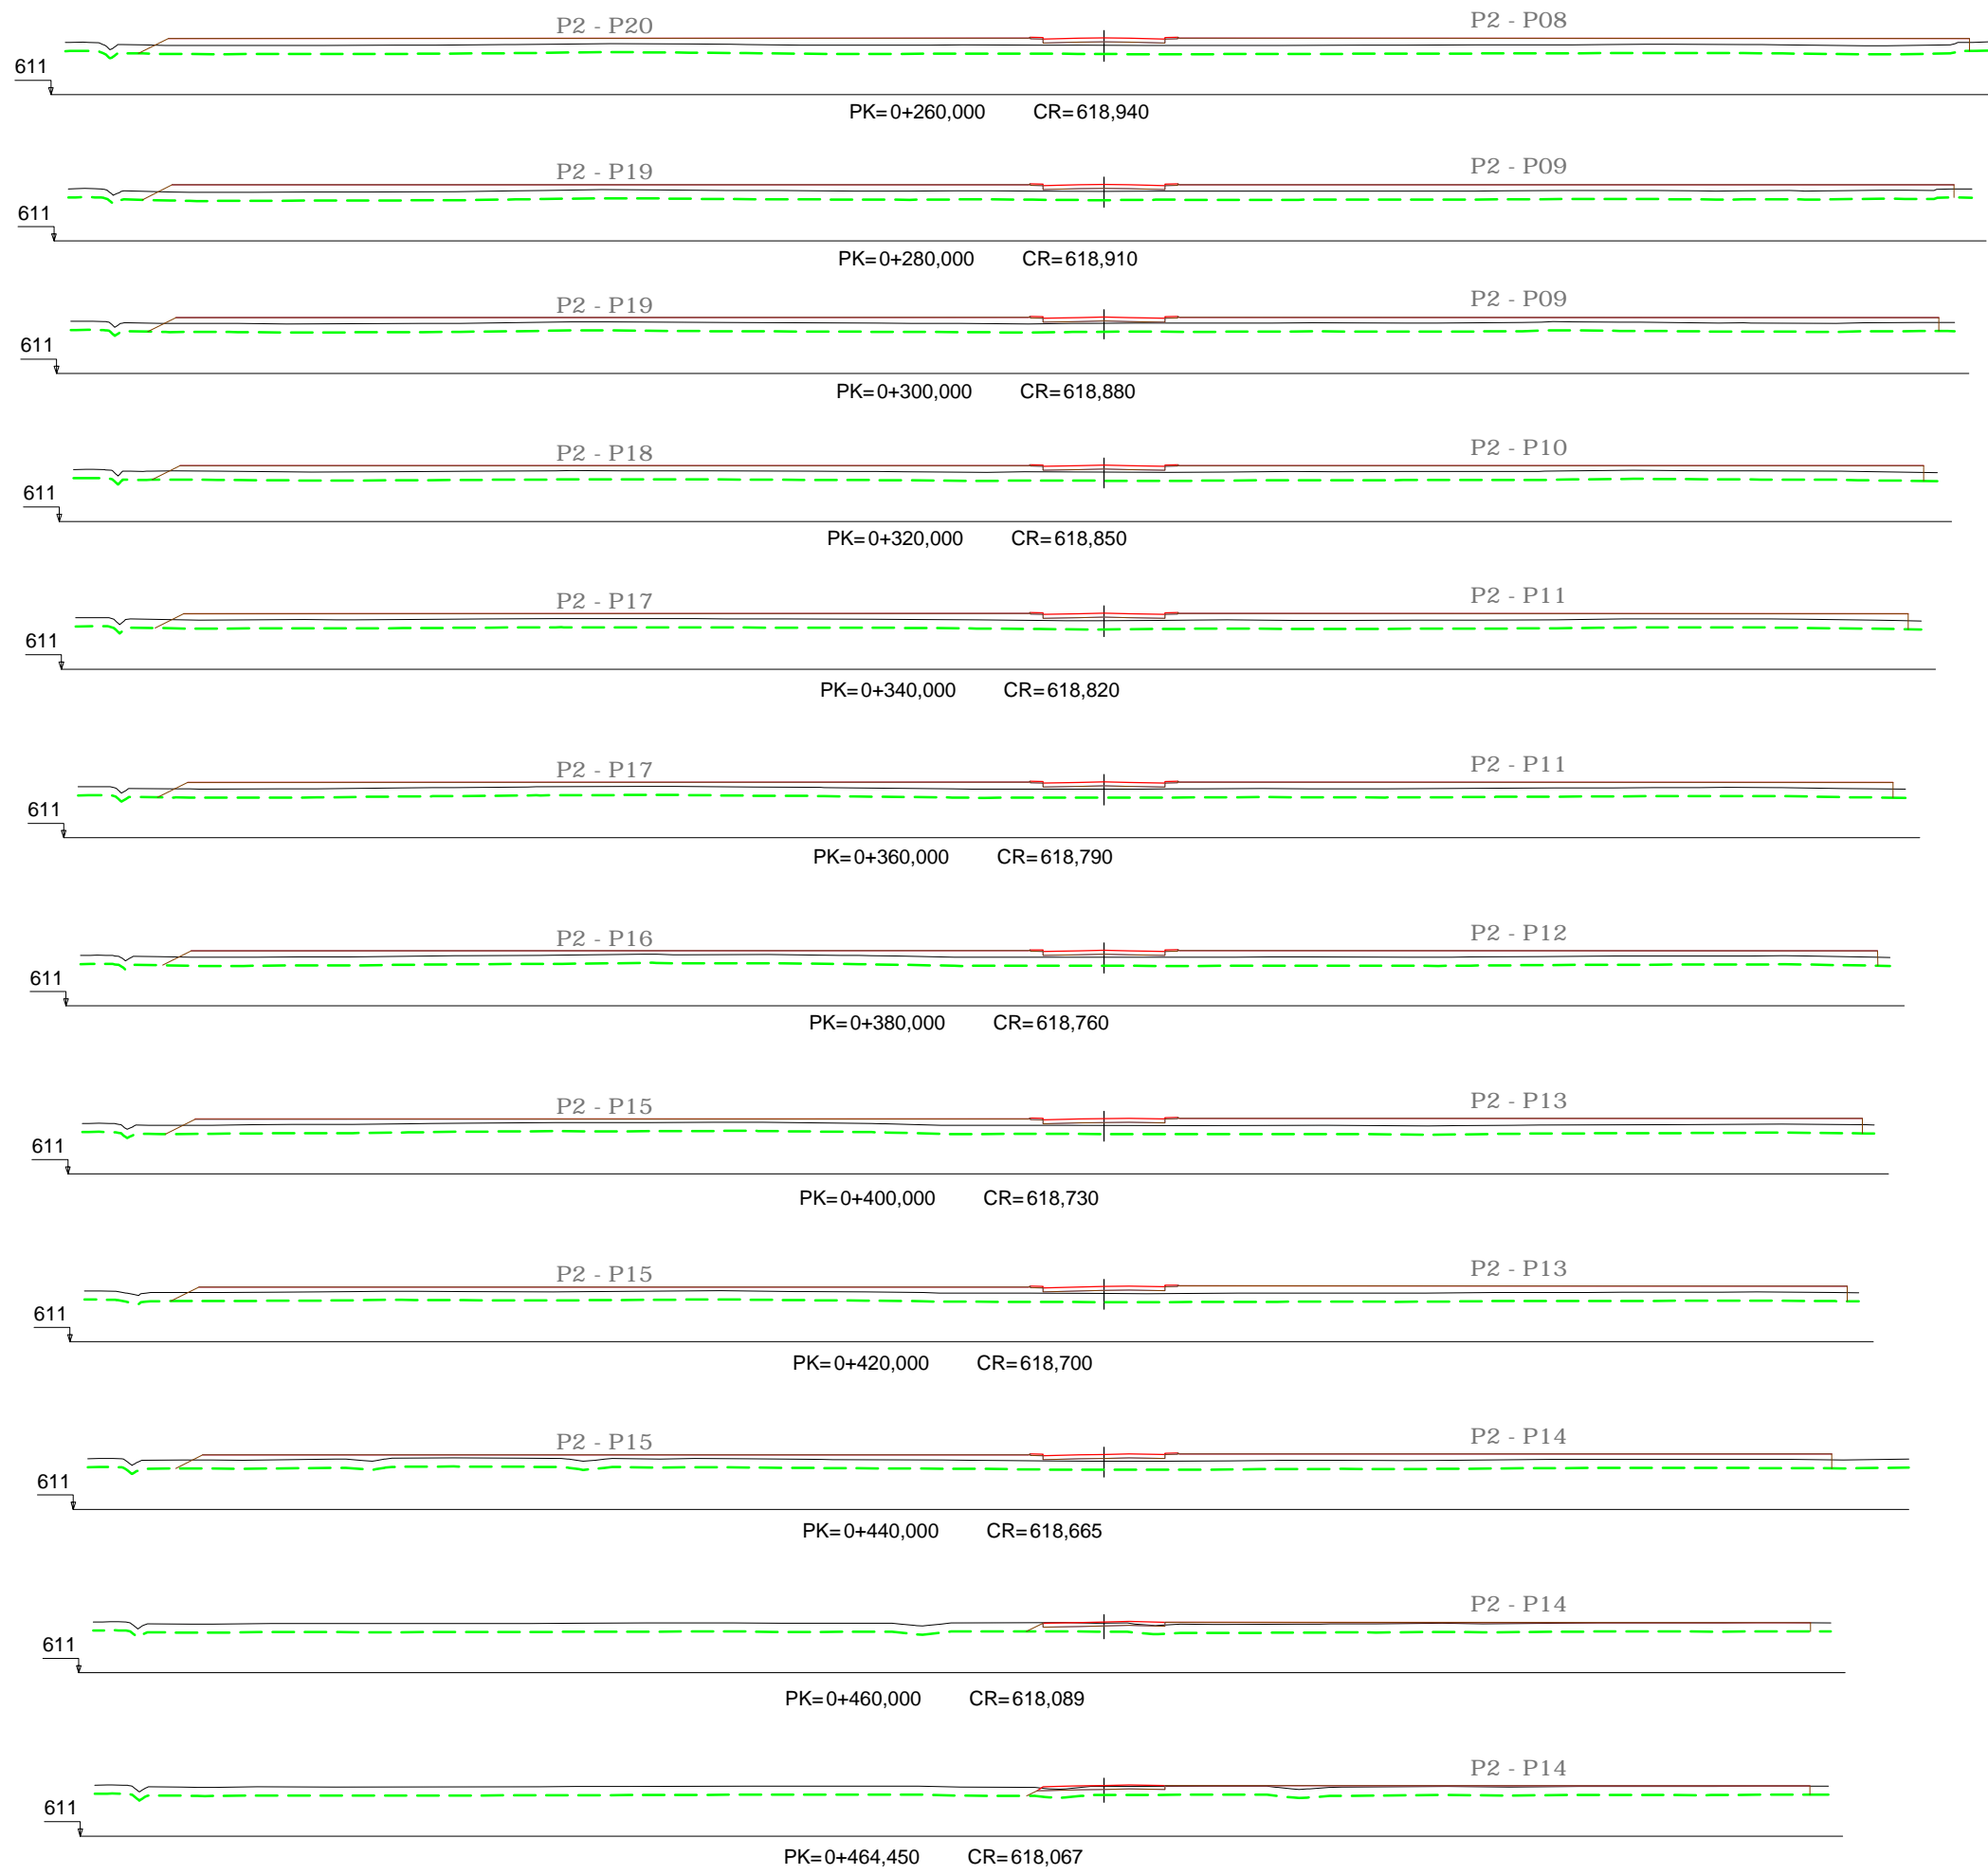 P2 - P20 P2 - P08
611
PK=0+260,000 CR=618,940
P2 - P19 P2 - P09
611
PK=0+280,000 CR=618,910
P2 - P19 P2 - P09
611
PK=0+300,000 CR=618,880
P2 - P18 P2 - P10
611
PK=0+320,000 CR=618,850
P2 - P17 P2 - P11
611
PK=0+340,000 CR=618,820
P2 - P17 P2 - P11
611
PK=0+360,000 CR=618,790
P2 - P16 P2 - P12
611
PK=0+380,000 CR=618,760
P2 - P15 P2 - P13
611
PK=0+400,000 CR=618,730
P2 - P15 P2 - P13
611
PK=0+420,000 CR=618,700
P2 - P15 P2 - P14
611
PK=0+440,000 CR=618,665
P2 - P14
611
PK=0+460,000 CR=618,089
P2 - P14
611
PK=0+464,450 CR=618,067